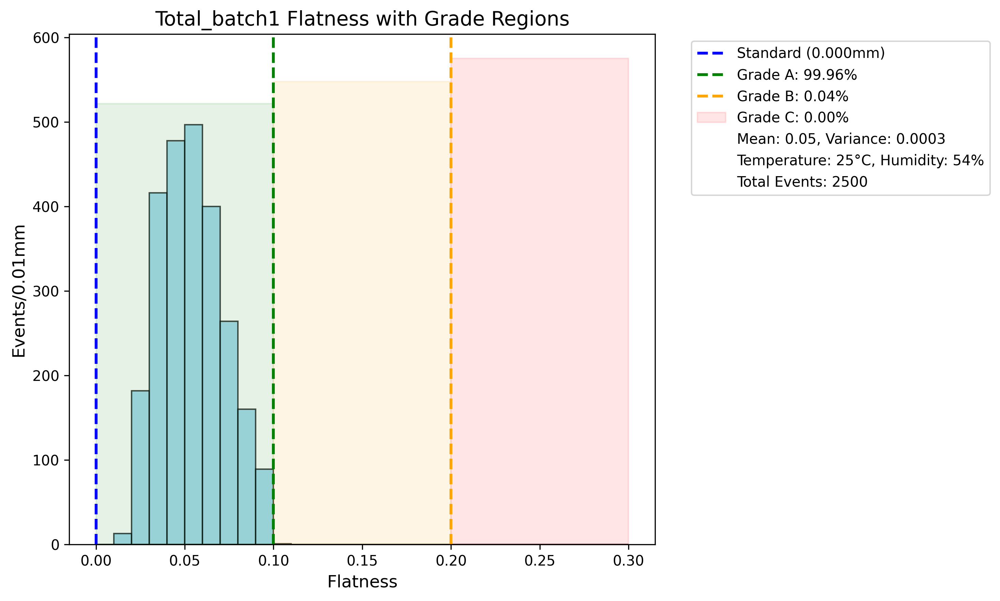 Total_batch1 Flatness with Grade Regions
600
500
400
300
200
100
0
Events/0.01mm
0.00 0.05 0.10 0.15 0.20 0.25 0.30
Flatness
Standard (0.000mm)
Grade A: 99.96%
Grade B: 0.04%
Grade C: 0.00%
Mean: 0.05, Variance: 0.0003
Temperature: 25°C, Humidity: 54%
Total Events: 2500